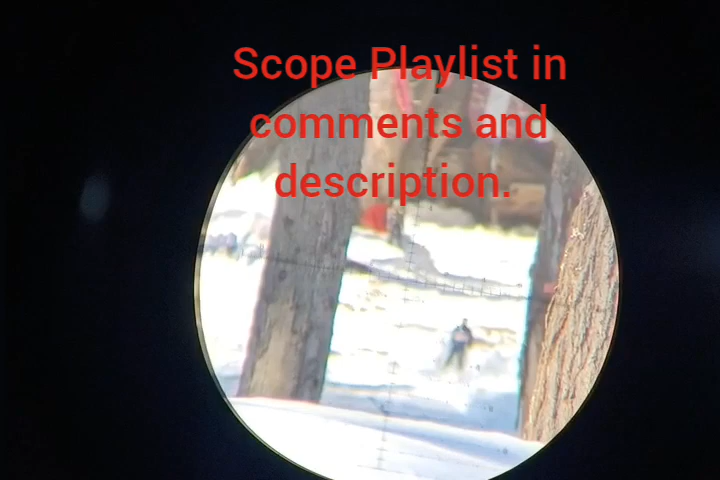 Scope Playlist in
comments and
description.